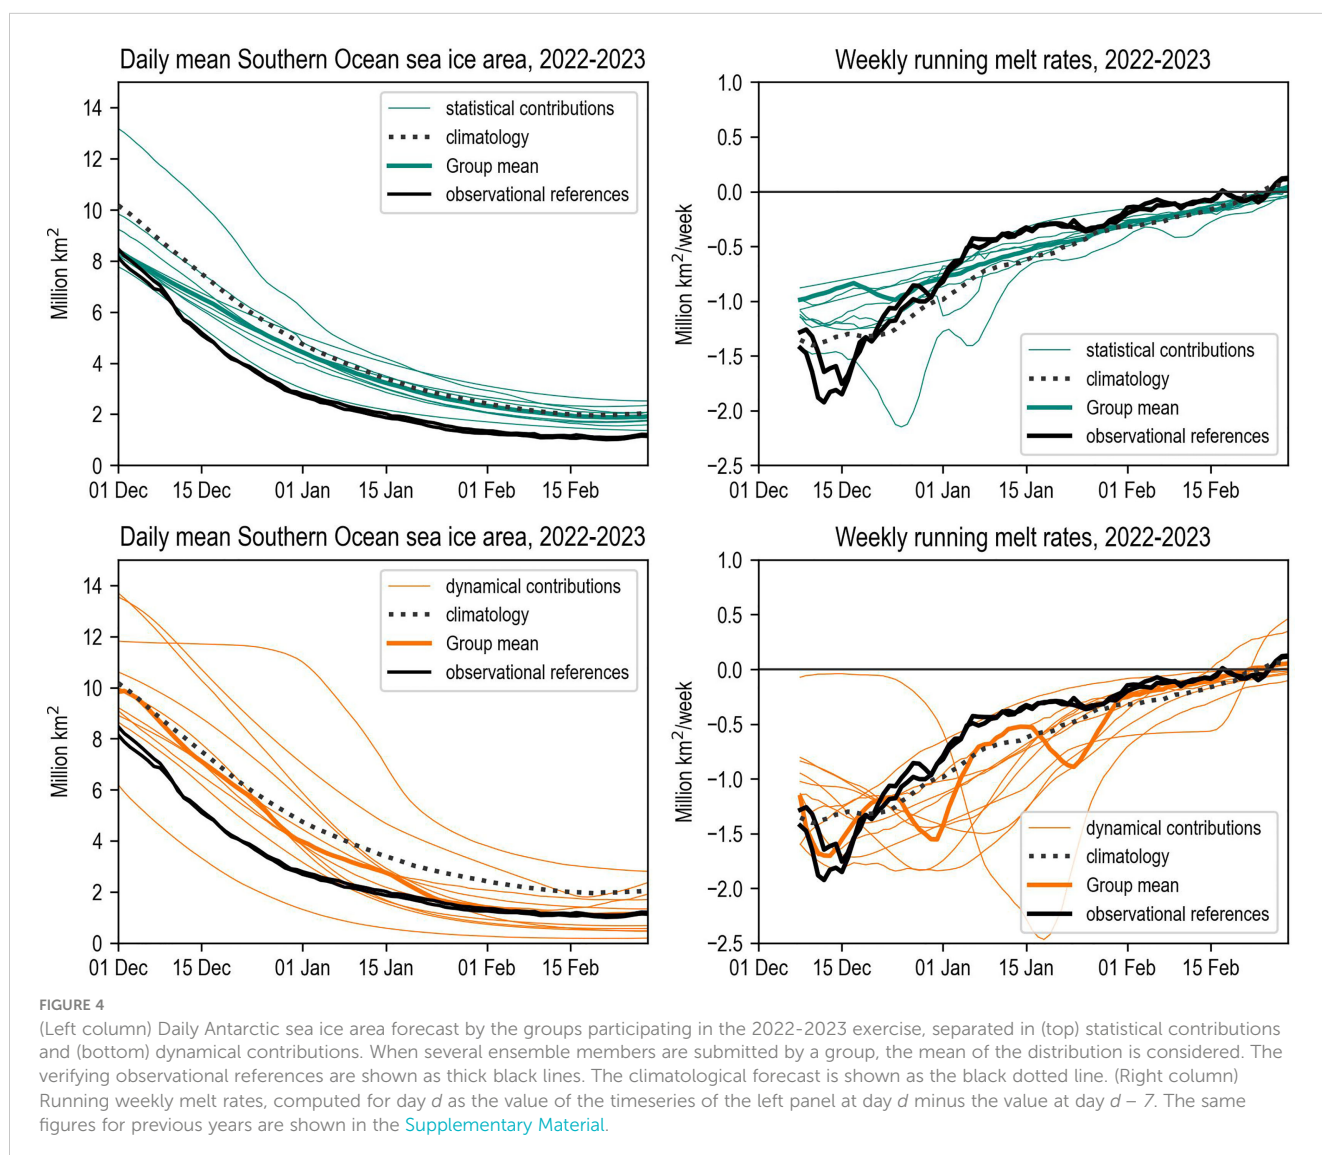 Daily mean Southern Ocean sea ice area, 2022-2023
Million km2
14
12
10
8
6
4
2
0
01 Dec
15 Dec
01 Jan
15 Jan
01 Feb
15 Feb
statistical contributions
climatology
Group mean
observational references
Weekly running melt rates, 2022-2023
Million km2/week
1.0
0.5
0.0
−0.5
−1.0
−1.5
−2.0
−2.5
01 Dec
15 Dec
01 Jan
15 Jan
01 Feb
15 Feb
statistical contributions
climatology
Group mean
observational references
Daily mean Southern Ocean sea ice area, 2022-2023
Million km2
14
12
10
8
6
4
2
0
01 Dec
15 Dec
01 Jan
15 Jan
01 Feb
15 Feb
dynamical contributions
climatology
Group mean
observational references
Weekly running melt rates, 2022-2023
Million km2/week
1.0
0.5
0.0
−0.5
−1.0
−1.5
−2.0
−2.5
01 Dec
15 Dec
01 Jan
15 Jan
01 Feb
15 Feb
dynamical contributions
climatology
Group mean
observational references
FIGURE 4
(Left column) Daily Antarctic sea ice area forecast by the groups participating in the 2022-2023 exercise, separated in (top) statistical contributions
and (bottom) dynamical contributions. When several ensemble members are submitted by a group, the mean of the distribution is considered. The
verifying observational references are shown as thick black lines. The climatological forecast is shown as the black dotted line. (Right column)
Running weekly melt rates, computed for day d as the value of the timeseries of the left panel at day d minus the value at day d – 7. The same
figures for previous years are shown in the Supplementary Material.